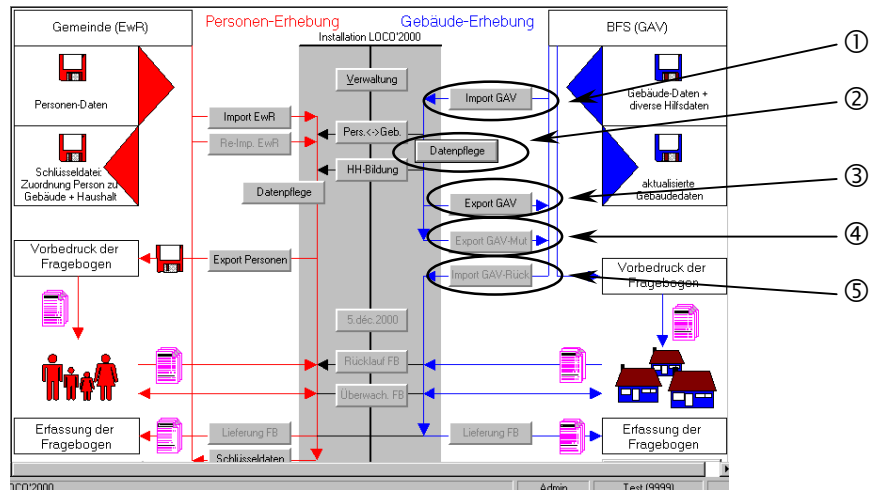 Gemeinde (EwR)
Personen-Erhebung
Gebäude-Erhebung
BFS (GAV)
Installation LOCO'2000
①
Verwaltung
Personen-Daten
Import GAV
Gebäude-Daten +
diverse Hilfsdaten
②
Import EwR
Re-Imp. EwR
Pers.<->Geb.
Datenpflege
HH-Bildung
Schlüsseldatei:
Zuordnung Person zu
Gebäude + Haushalt
Datenpflege
aktualisierte
Gebäudedaten
③
Export GAV
④
Export GAV-Mut
Vorbedruck der
Fragebogen
Export Personen
Import GAV-Rück
Vorbedruck der
Fragebogen
⑤
5.déc.2000
Rücklauf FB
Überwach. FB
Erfassung der
Fragebogen
Lieferung FB
Lieferung FB
Erfassung der
Fragebogen
Schlüsseldaten
OCO'2000
Admin
Test (9999)